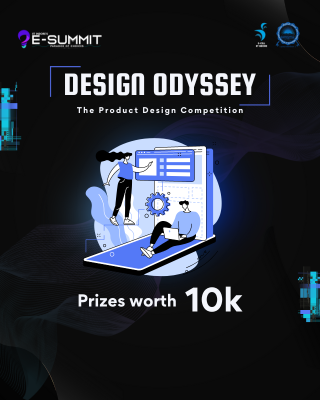 E-SUMMIT
DESIGN ODYSSEY
The Product Design Competition
Prizes worth 10k